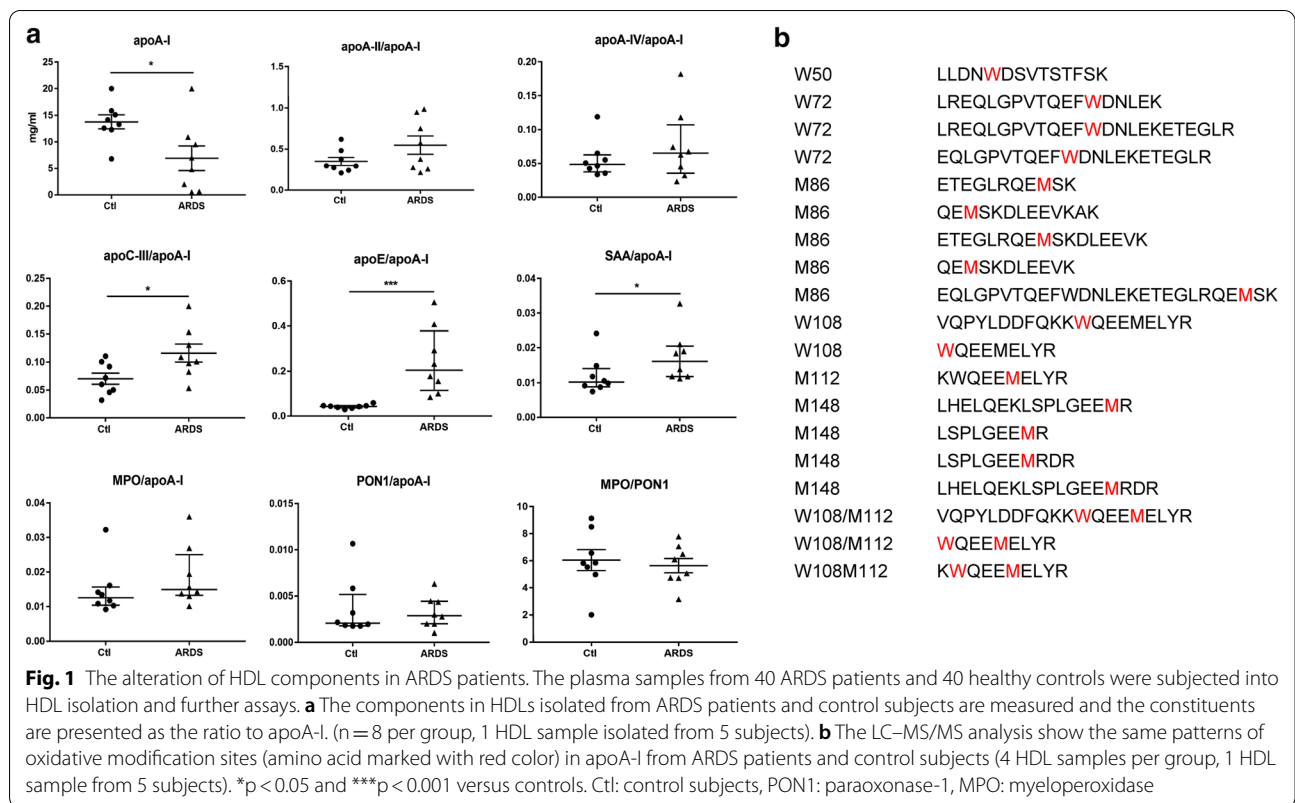 a
apoA-I
*
25
20
15
10
5
0
mg/ml
Ctl ARDS
apoA-II/apoA-I
1.5
1.0
0.5
0.0
Ctl ARDS
apoA-IV/apoA-I
0.20
0.15
0.10
0.05
0.00
Ctl ARDS
apoC-III/apoA-I
*
0.25
0.20
0.15
0.10
0.05
0.00
Ctl ARDS
apoE/apoA-I
***
0.6
0.4
0.2
0.0
Ctl ARDS
SAA/apoA-I
*
0.04
0.03
0.02
0.01
0.00
Ctl ARDS
MPO/apoA-I
0.04
0.03
0.02
0.01
0.00
Ctl ARDS
PON1/apoA-I
0.015
0.010
0.005
0.000
Ctl ARDS
MPO/PON1
10
8
6
4
2
0
Ctl ARDS
b
W50 LLDNWDSVTSTFSK
W72 LREQLGPVTQEFWDNLEK
W72 LREQLGPVTQEFWDNLEKETEGLR
W72 EQLGPVTQEFWDNLEKETEGLR
M86 ETEGLRQEMSK
M86 QEMSKDLEEVKAK
M86 ETEGLRQEMSKDLEEVK
M86 QEMSKDLEEVK
M86 EQLGPVTQEFWDNLEKETEGLRQEMSK
W108 VQPYLDDFQKKWQEEMELYR
W108 WQEEMELYR
M112 KWQEEMELYR
M148 LHELQEKLSPLGEEMR
M148 LSPLGEEMR
M148 LSPLGEEMRDR
M148 LHELQEKLSPLGEEMRDR
W108/M112 VQPYLDDFQKKWQEEMELYR
W108/M112 WQEEMELYR
W108M112 KWQEEMELYR
Fig. 1 The alteration of HDL components in ARDS patients. The plasma samples from 40 ARDS patients and 40 healthy controls were subjected into
HDL isolation and further assays. a The components in HDLs isolated from ARDS patients and control subjects are measured and the constituents
are presented as the ratio to apoA-I. (n = 8 per group, 1 HDL sample isolated from 5 subjects). b The LC–MS/MS analysis show the same patterns of
oxidative modification sites (amino acid marked with red color) in apoA-I from ARDS patients and control subjects (4 HDL samples per group, 1 HDL
sample from 5 subjects). *p < 0.05 and ***p < 0.001 versus controls. Ctl: control subjects, PON1: paraoxonase-1, MPO: myeloperoxidase